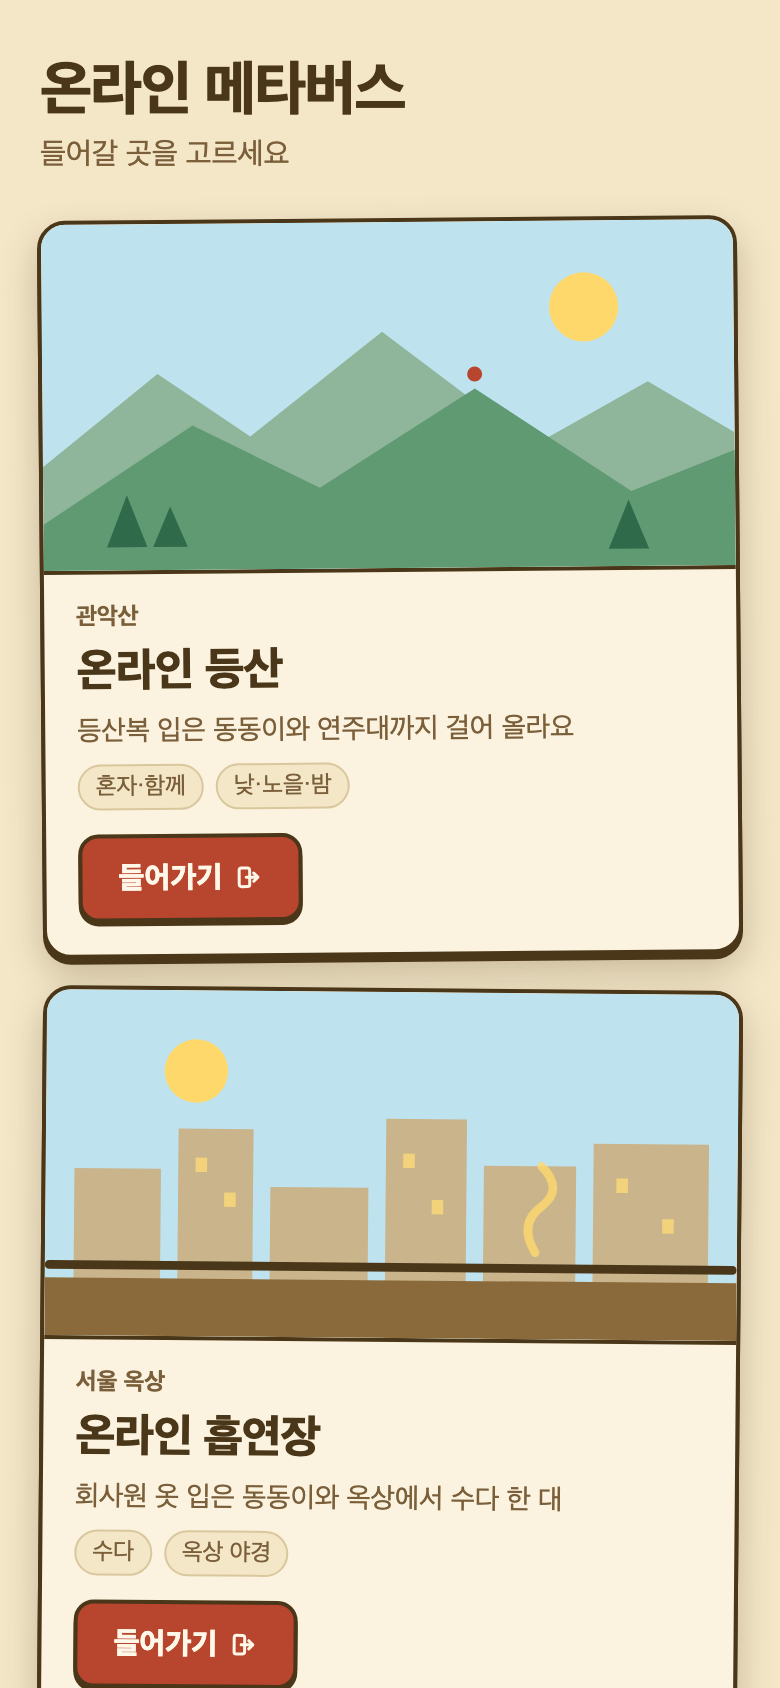 온라인 메타버스
들어갈 곳을 고르세요
관악산
온라인 등산
등산복 입은 동동이와 연주대까지 걸어 올라요
혼자·함께 낮·노을·밤
들어가기
서울 옥상
온라인 흡연장
회사원 옷 입은 동동이와 옥상에서 수다 한 대
수다 옥상 야경
들어가기